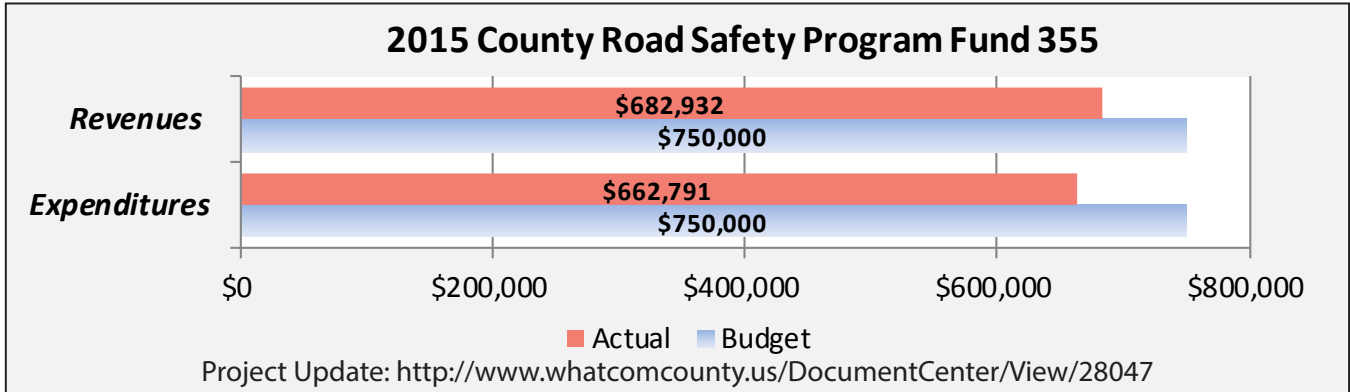 2015 County Road Safety Program Fund 355
Revenues
$682,932
$750,000
Expenditures
$662,791
$750,000
$0 $200,000 $400,000 $600,000 $800,000
Actual Budget
Project Update: http://www.whatcomcounty.us/DocumentCenter/View/28047